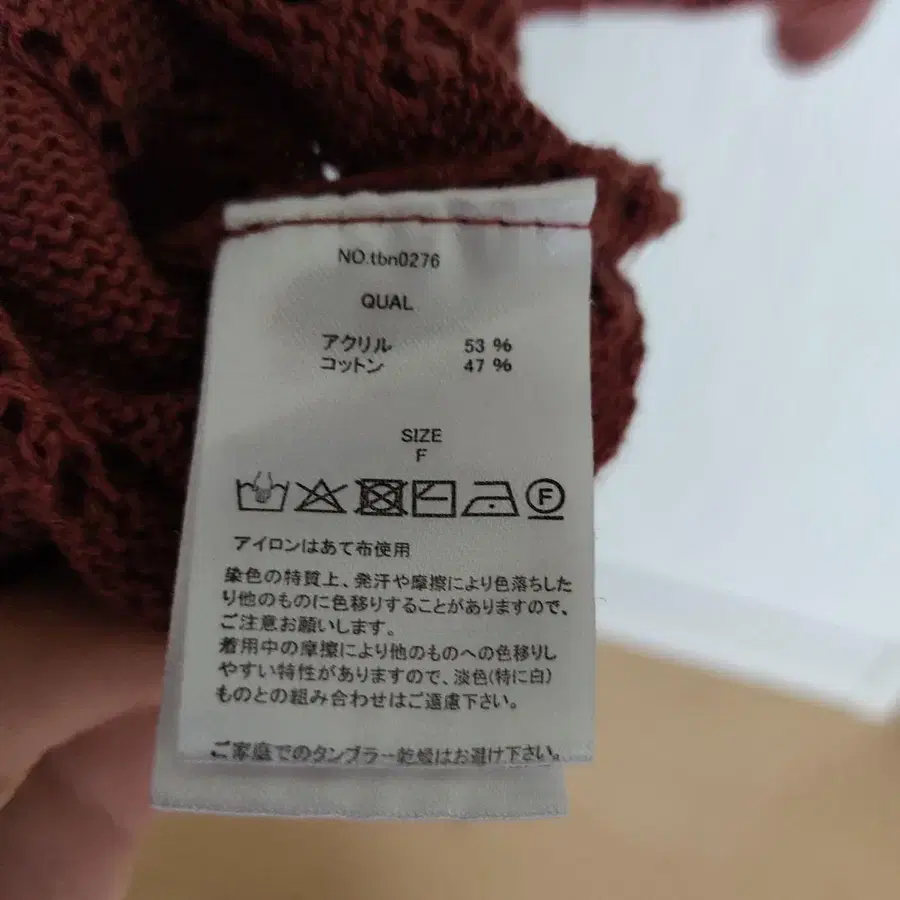 NO.tbn0276
QUAL
アクリル 53 %
コットン 47 %
SIZE
F
F
アイロンはあて布使用
染色の特質上、発汗や摩擦により色落ちした
り他のものに色移りすることがありますので、
ご注意お願いします。
着用中の摩擦により他のものへの色移りし
やすい特性がありますので、淡色(特に白)
ものとの組み合わせはご遠慮下さい。
ご家庭でのタンブラー乾燥はお避け下さい。